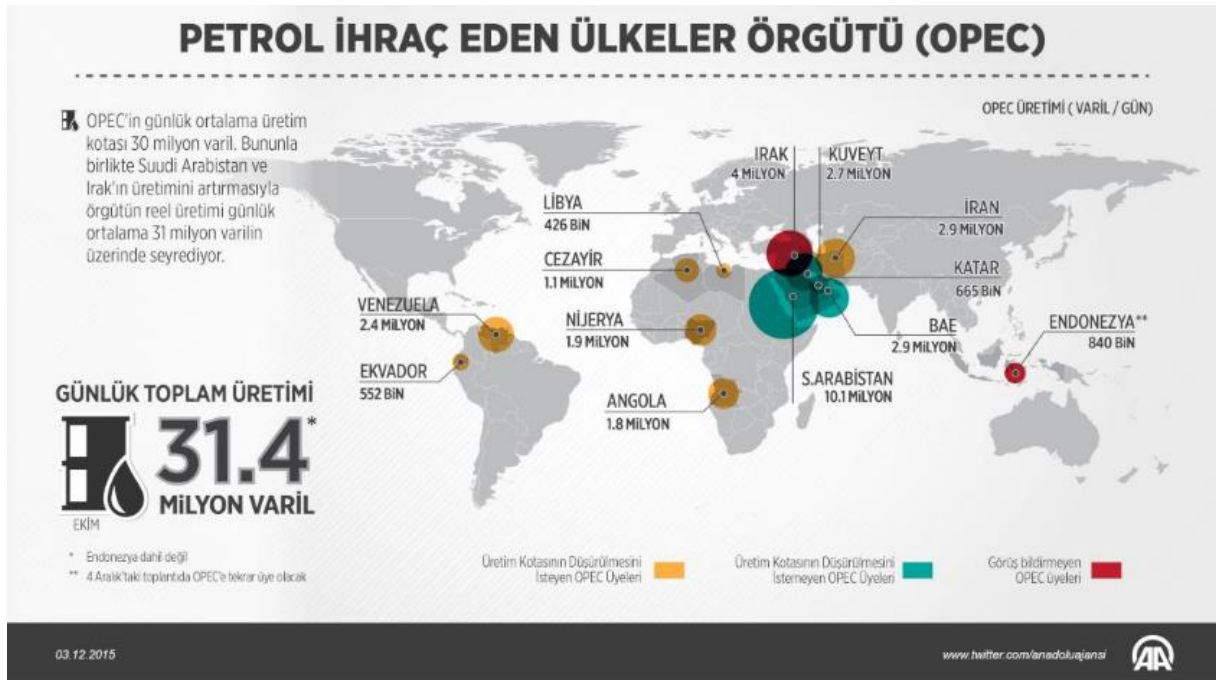 PETROL İHRAÇ EDEN ÜLKELER ÖRGÜTÜ (OPEC)
OPEC'in günlük ortalama üretim
kotası 30 milyon varil. Bununla
birlikte Suudi Arabistan ve
Irak'ın üretimini artırmasıyla
örgütün reel üretimi günlük
ortalama 31 milyon varilin
üzerinde seyrediyor.
OPEC ÜRETİMİ ( VARİL / GÜN)
IRAK
4 MİLYON
KUVEYT
2.7 MİLYON
LİBYA
426 BİN
İRAN
2.9 MİLYON
CEZAYİR
1.1 MİLYON
KATAR
665 BİN
VENEZUELA
2.4 MİLYON
NİJERYA
1.9 MİLYON
BAE
2.9 MİLYON
ENDONEZYA**
840 BİN
EKVADOR
552 BİN
ANGOLA
1.8 MİLYON
S.ARABİSTAN
10.1 MİLYON
GÜNLÜK TOPLAM ÜRETİMİ
31.4*
MİLYON VARİL
EKİM
* Endonezya dahil değil
** 4 Aralık'taki toplantıda OPEC'e tekrar üye olacak
Üretim Kotasının Düşürülmesini
İsteyen OPEC Üyeleri
Üretim Kotasının Düşürülmesini
İstemeyen OPEC Üyeleri
Görüş bildirmeyen
OPEC üyeleri
03.12.2015
www.twitter.com/anadoluajansi
AA